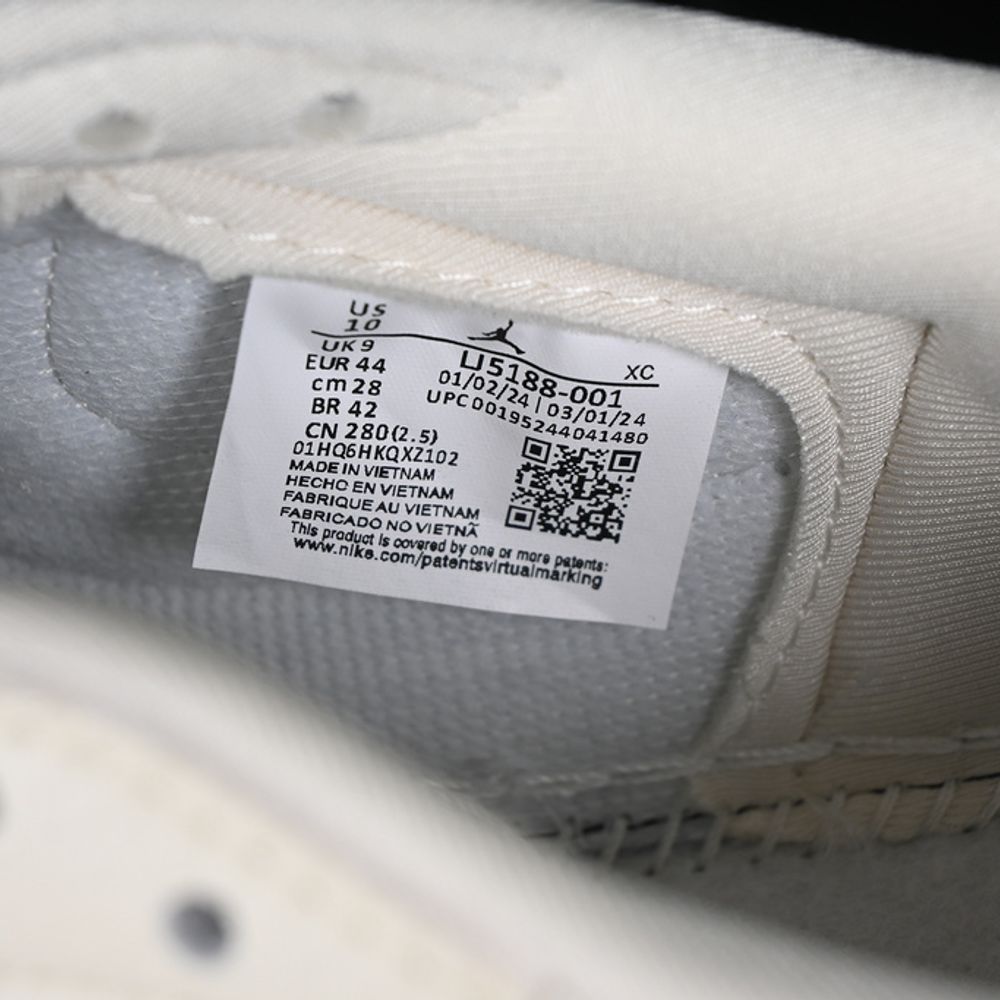 US
10
UK 9
EUR 44
cm 28
BR 42
CN 280(2.5)
01HQ6HKQXZ102
MADE IN VIETNAM
HECHO EN VIETNAM
FABRIQUE AU VIETNAM
FABRICADO NO VIETNÃ
This product is covered by one or more patents:
www.nike.com/patentsvirtualmarking
XC
LJ5188-001
01/02/24 | 03/01/24
UPC 00195244041480